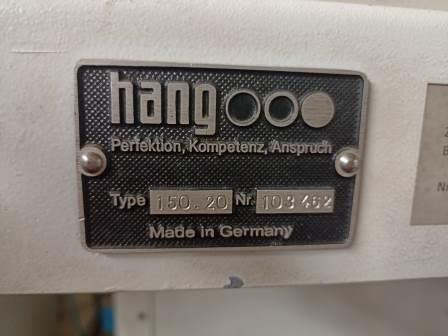 hang
Perfektion, Kompetenz, Anspruch
Type 150.20 Nr. 103 462
Made in Germany